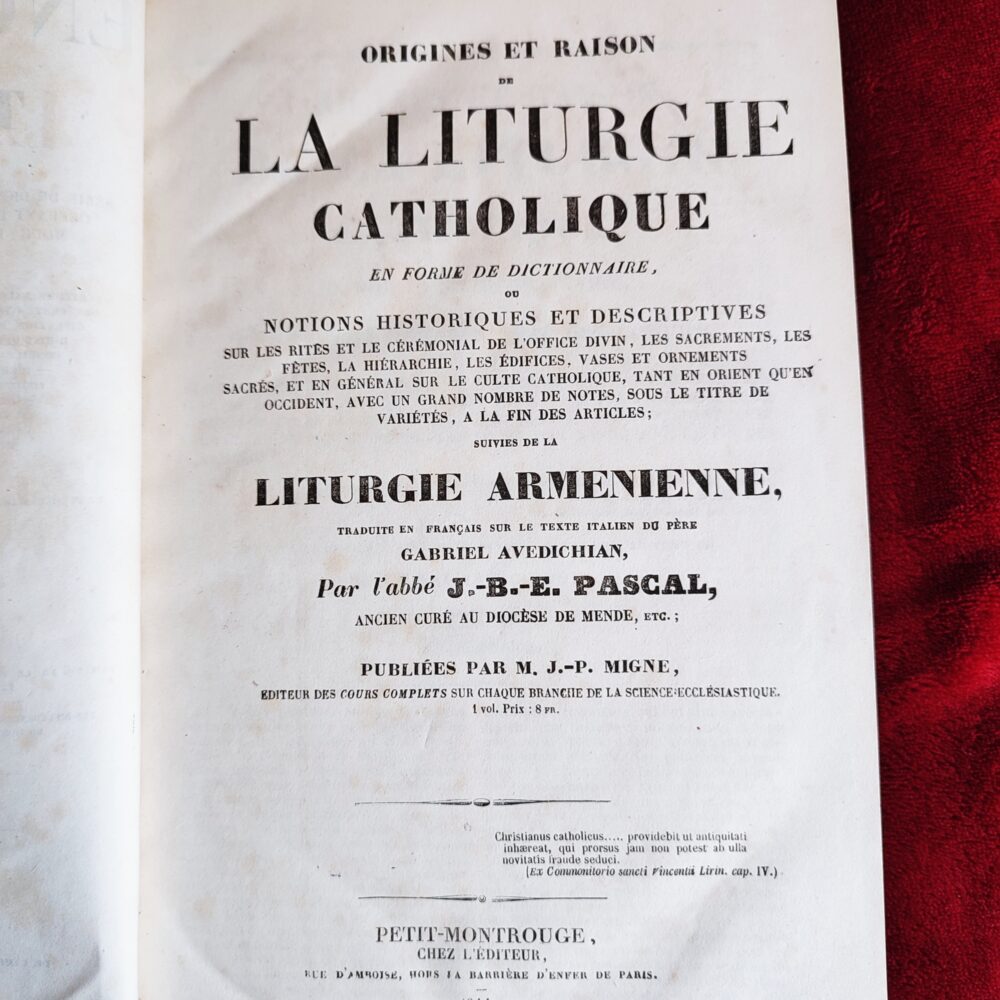 ORIGINES ET RAISON
DE
LA LITURGIE
CATHOLIQUE
EN FORME DE DICTIONNAIRE,
OU
NOTIONS HISTORIQUES ET DESCRIPTIVES
SUR LES RITES ET LE CÉRÉMONIAL DE L'OFFICE DIVIN, LES SACREMENTS, LES
FÊTES, LA HIÉRARCHIE, LES ÉDIFICES, VASES ET ORNEMENTS
SACRÉS, ET EN GÉNÉRAL SUR LE CULTE CATHOLIQUE, TANT EN ORIENT QU'EN
OCCIDENT, AVEC UN GRAND NOMBRE DE NOTES, SOUS LE TITRE DE
VARIÉTÉS, A LA FIN DES ARTICLES;
SUIVIES DE LA
LITURGIE ARMENIENNE,
TRADUITE EN FRANÇAIS SUR LE TEXTE ITALIEN DU PÈRE
GABRIEL AVEDICHIAN,
Par l'abbé J.-B.-E. PASCAL,
ANCIEN CURÉ AU DIOCÈSE DE MENDE, ETC.;
PUBLIÉES PAR M. J.-P. MIGNE,
EDITEUR DES COURS COMPLETS SUR CHAQUE BRANCHE DE LA SCIENCE ECCLÉSIASTIQUE.
1 vol. Prix : 8 FR.
Christianus catholicus..... providebit ut antiquitati
inhæreat, qui prorsus jam non potest ab ulla
novitatis fraude seduci.
(Ex Commonitorio sancti Vincentii Lirin. cap. IV.)
PETIT-MONTROUGE,
CHEZ L'ÉDITEUR,
RUE D'AMBOISE, HORS LA BARRIÈRE D'ENFER DE PARIS.